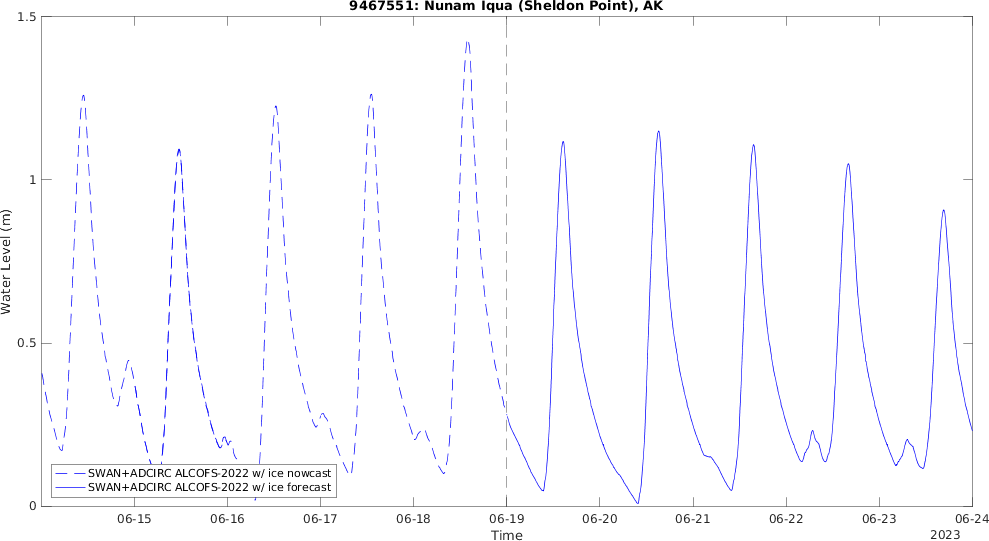 9467551: Nunam Iqua (Sheldon Point), AK
1.5
1
0.5
0
Water Level (m)
SWAN+ADCIRC ALCOFS-2022 w/ ice nowcast
SWAN+ADCIRC ALCOFS-2022 w/ ice forecast
06-15 06-16 06-17 06-18 06-19 06-20 06-21 06-22 06-23 06-24
Time
2023